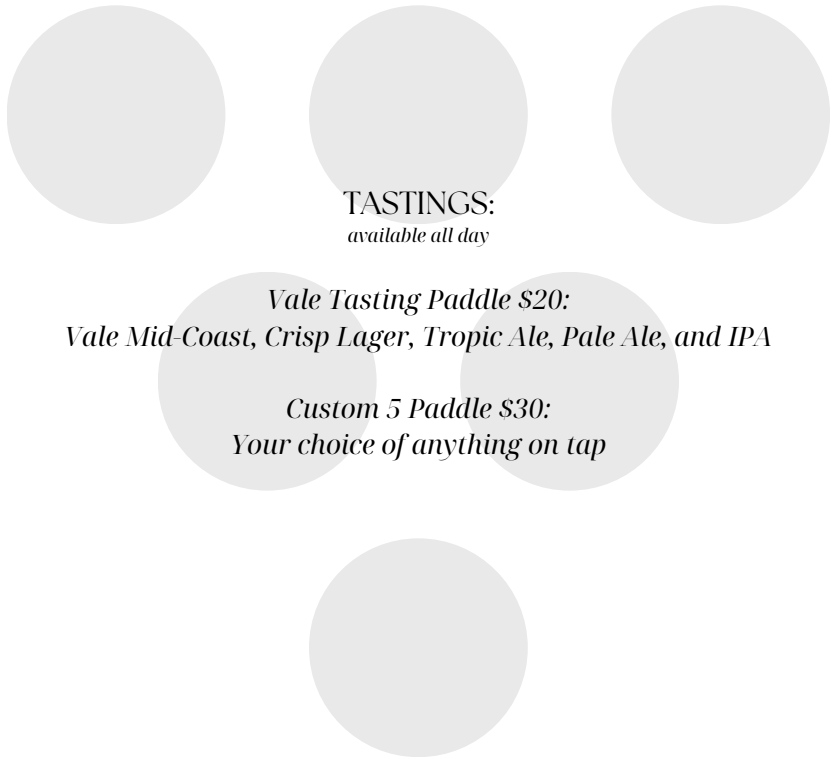 TASTINGS:
available all day
Vale Tasting Paddle $20:
Vale Mid-Coast, Crisp Lager, Tropic Ale, Pale Ale, and IPA
Custom 5 Paddle $30:
Your choice of anything on tap